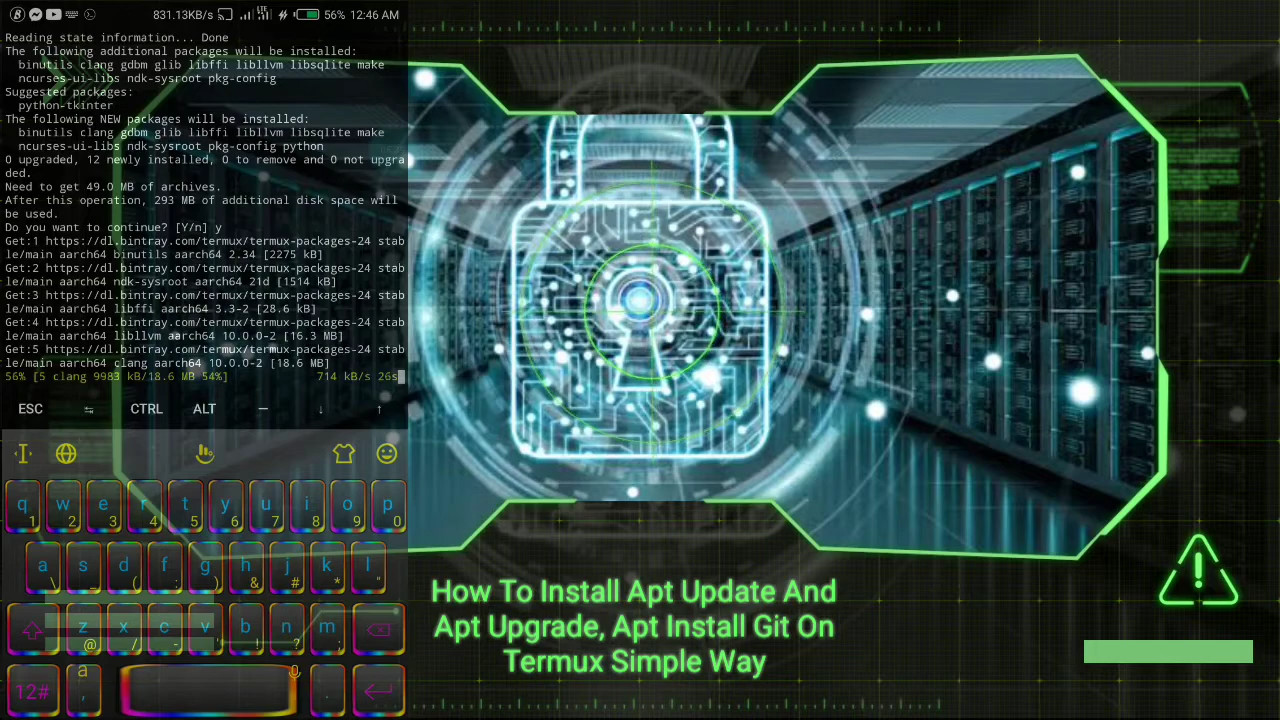 831.13KB/s LTE 56% 12:46 AM
Reading state information... Done
The following additional packages will be installed:
binutils clang gdbm glib libffi libllvm libsqlite make
ncurses-ui-libs ndk-sysroot pkg-config
Suggested packages:
python-tkinter
The following NEW packages will be installed:
binutils clang gdbm glib libffi libllvm libsqlite make
ncurses-ui-libs ndk-sysroot pkg-config python
0 upgraded, 12 newly installed, 0 to remove and 0 not upgra
ded.
Need to get 49.0 MB of archives.
After this operation, 293 MB of additional disk space will
be used.
Do you want to continue? [Y/n] y
Get:1 https://dl.bintray.com/termux/termux-packages-24 stab
le/main aarch64 binutils aarch64 2.34 [2275 kB]
Get:2 https://dl.bintray.com/termux/termux-packages-24 stab
le/main aarch64 ndk-sysroot aarch64 21d [1514 kB]
Get:3 https://dl.bintray.com/termux/termux-packages-24 stab
le/main aarch64 libffi aarch64 3.3-2 [28.6 kB]
Get:4 https://dl.bintray.com/termux/termux-packages-24 stab
le/main aarch64 libllvm aarch64 10.0.0-2 [16.3 MB]
Get:5 https://dl.bintray.com/termux/termux-packages-24 stab
le/main aarch64 clang aarch64 10.0.0-2 [18.6 MB]
56% [5 clang 9983 kB/18.6 MB 54%] 714 kB/s 26s
ESC ↹ CTRL ALT — ↓ ↑
q w e r t y u i o p
1 2 3 4 5 6 7 8 9 0
a s d f g h j k l
\ _ ( : ) & # * "
z x c v b n m
@ / - ' ! ? ;
12# a , .
How To Install Apt Update And
Apt Upgrade, Apt Install Git On
Termux Simple Way